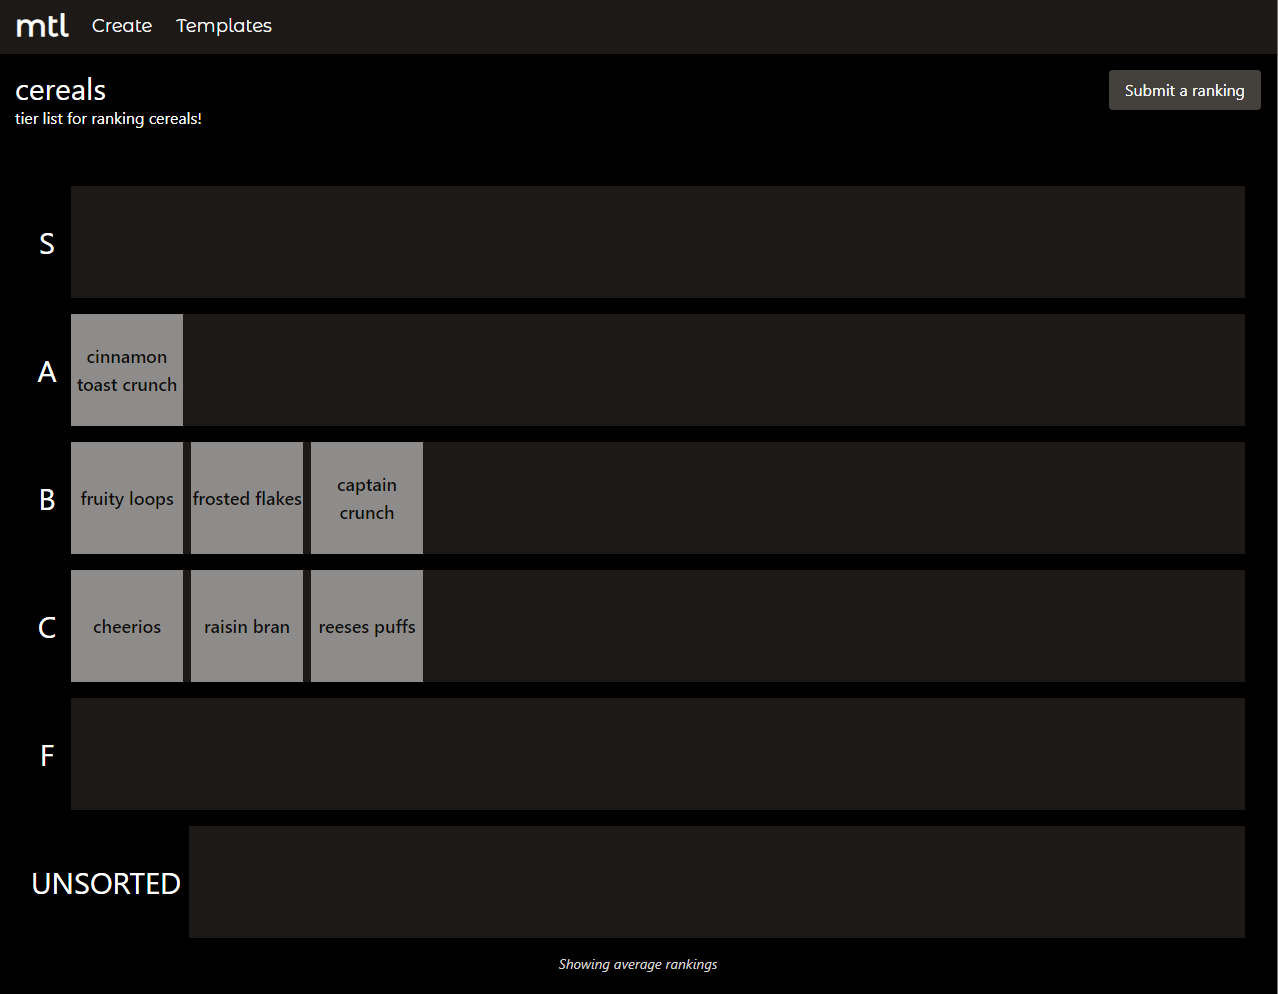 mtl Create Templates
cereals
Submit a ranking
tier list for ranking cereals!
S
A
cinnamon
toast crunch
B
fruity loops
frosted flakes
captain
crunch
C
cheerios
raisin bran
reeses puffs
F
UNSORTED
Showing average rankings